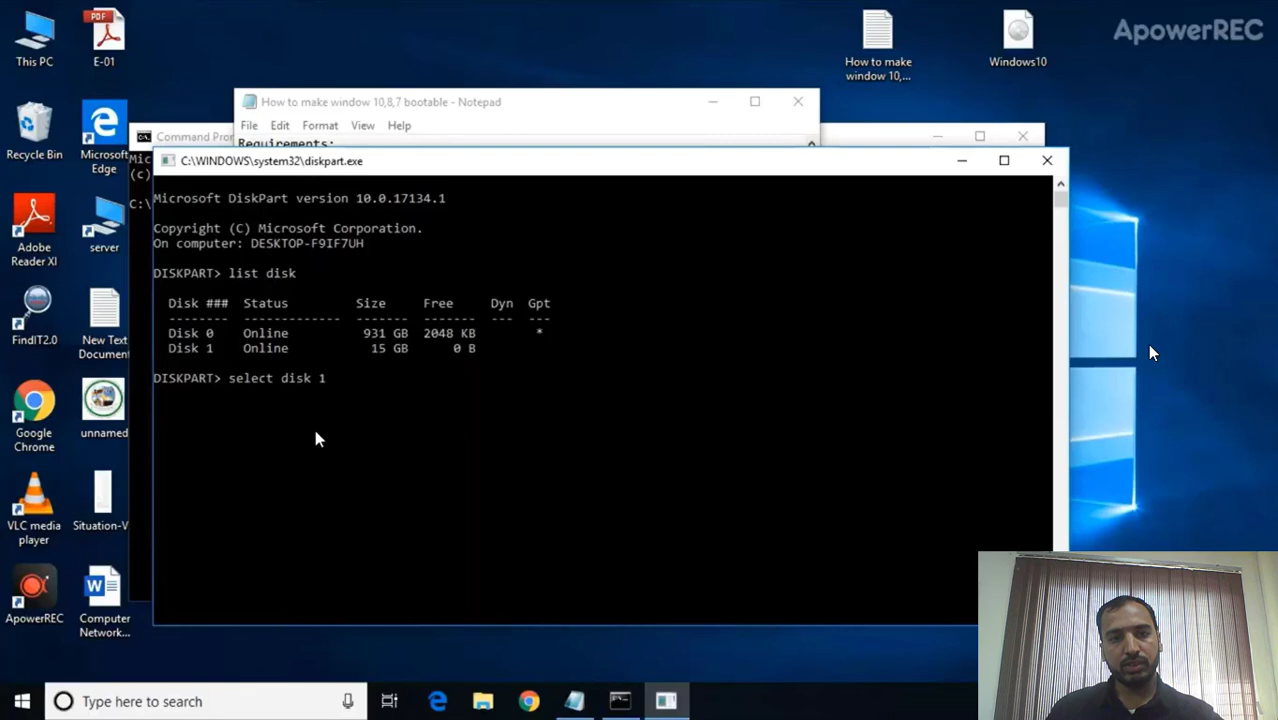 ApowerREC
This PC
PDF
E-01
How to make
window 10,...
Windows10
Recycle Bin
Microsoft
Edge
How to make window 10,8,7 bootable - Notepad
File Edit Format View Help
Requirements:
Command Pro
Mic
(c)
C:\
C:\WINDOWS\system32\diskpart.exe
Microsoft DiskPart version 10.0.17134.1
Copyright (C) Microsoft Corporation.
On computer: DESKTOP-F9IF7UH
DISKPART> list disk
Disk ### Status Size Free Dyn Gpt
-------- ------------- ------- ------- --- ---
Disk 0 Online 931 GB 2048 KB *
Disk 1 Online 15 GB 0 B
DISKPART> select disk 1
Adobe
Reader XI
server
FindIT2.0
New Text
Document
Google
Chrome
unnamed
VLC media
player
Situation-V
ApowerREC
W
Computer
Network...
Type here to search